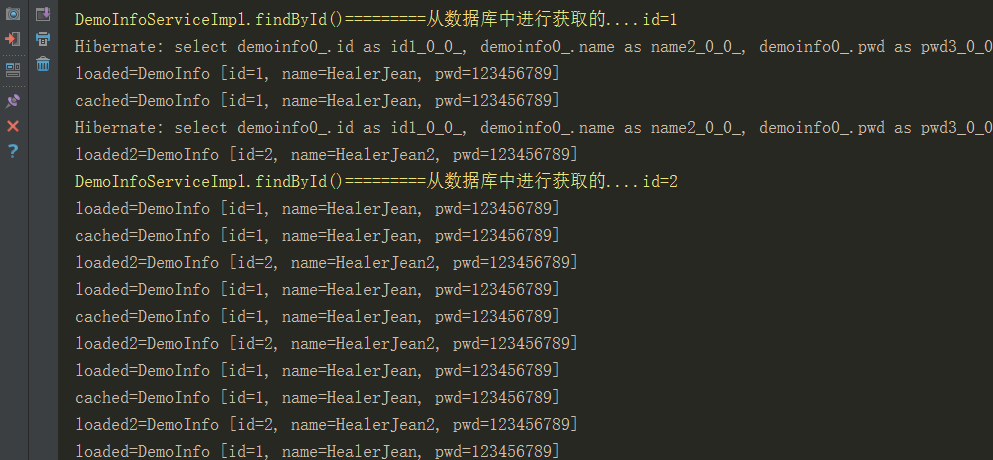 DemoInfoServiceImpl.findById()=========从数据库中进行获取的....id=1
Hibernate: select demoinfo0_.id as id1_0_0_, demoinfo0_.name as name2_0_0_, demoinfo0_.pwd as pwd3_0_0
loaded=DemoInfo [id=1, name=HealerJean, pwd=123456789]
cached=DemoInfo [id=1, name=HealerJean, pwd=123456789]
Hibernate: select demoinfo0_.id as id1_0_0_, demoinfo0_.name as name2_0_0_, demoinfo0_.pwd as pwd3_0_0
loaded2=DemoInfo [id=2, name=HealerJean2, pwd=123456789]
DemoInfoServiceImpl.findById()=========从数据库中进行获取的....id=2
loaded=DemoInfo [id=1, name=HealerJean, pwd=123456789]
cached=DemoInfo [id=1, name=HealerJean, pwd=123456789]
loaded2=DemoInfo [id=2, name=HealerJean2, pwd=123456789]
loaded=DemoInfo [id=1, name=HealerJean, pwd=123456789]
cached=DemoInfo [id=1, name=HealerJean, pwd=123456789]
loaded2=DemoInfo [id=2, name=HealerJean2, pwd=123456789]
loaded=DemoInfo [id=1, name=HealerJean, pwd=123456789]
cached=DemoInfo [id=1, name=HealerJean, pwd=123456789]
loaded2=DemoInfo [id=2, name=HealerJean2, pwd=123456789]
loaded=DemoInfo [id=1, name=HealerJean, pwd=123456789]